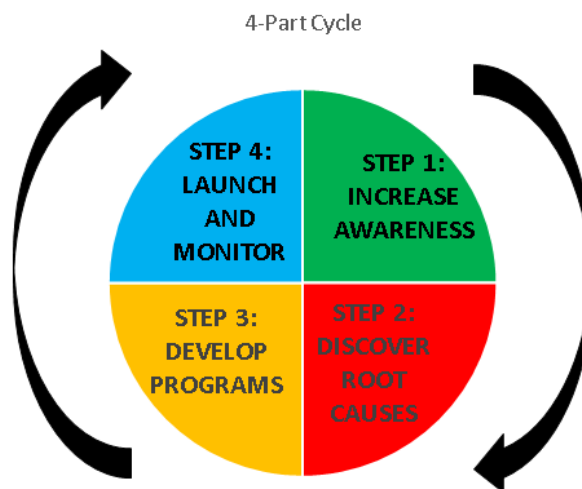 4-Part Cycle
STEP 1:
INCREASE
AWARENESS
STEP 2:
DISCOVER
ROOT
CAUSES
STEP 3:
DEVELOP
PROGRAMS
STEP 4:
LAUNCH
AND
MONITOR